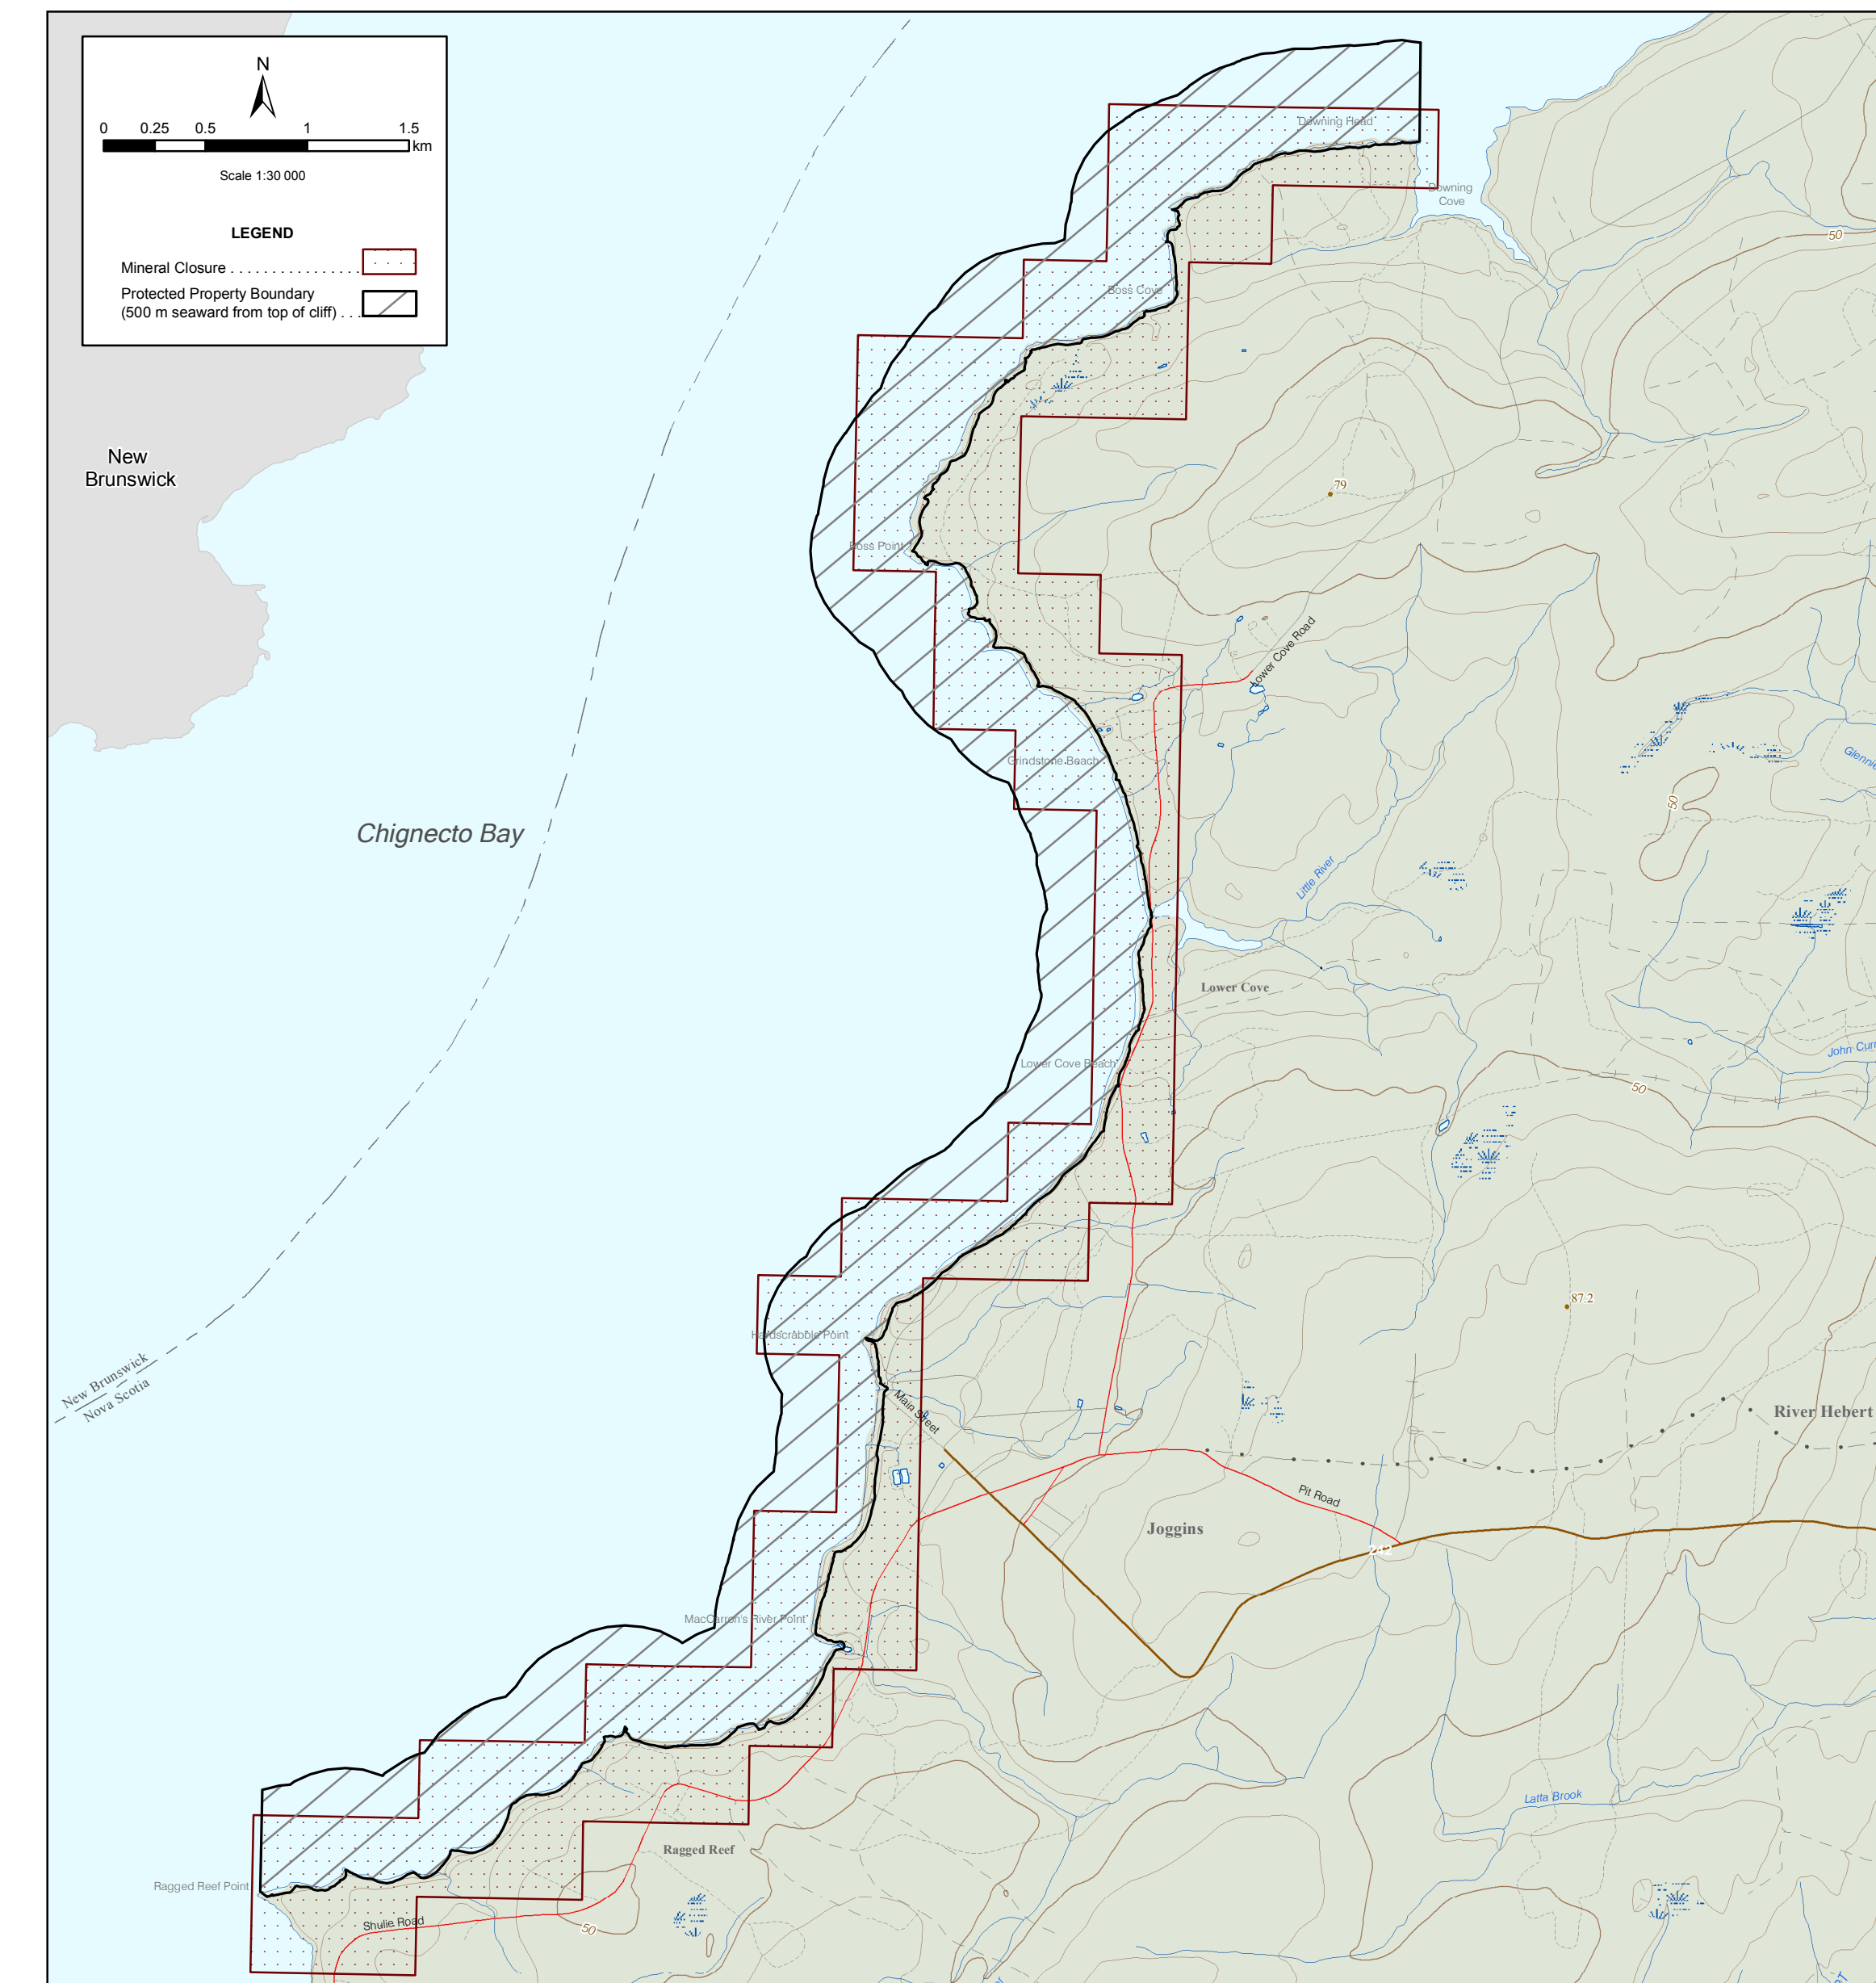 N
0 0.25 0.5 1 1.5
km
Scale 1:30 000
LEGEND
Mineral Closure . . . . . . . . . . . . . . . .
Protected Property Boundary
(500 m seaward from top of cliff) . . .
Downing Head
Downing
Cove
50
Boss Cove
New
Brunswick
79
Boss Point
Lower Cove Road
Grindstone Beach
50
Chignecto Bay
Little River
Lower Cove
Lower Cove Beach
50
87.2
Hardscrabble Point
New Brunswick
Nova Scotia
Main Street
River Hebert
Pit Road
Joggins
242
MacCarron's River Point
Latta Brook
Ragged Reef
Ragged Reef Point
Shulie Road
50